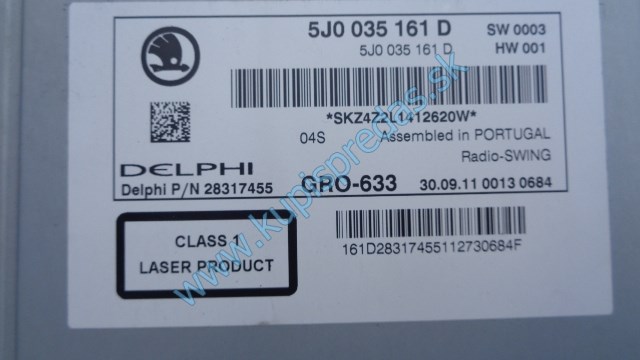 5J0 035 161 D SW 0003
5J0 035 161 D HW 001
*SKZ4Z2L1412620W*
04S Assembled in PORTUGAL
Radio-SWING
DELPHI
Delphi P/N 28317455 GRO-633 30.09.11 0013 0684
CLASS 1
LASER PRODUCT
161D28317455112730684F
www.kupispredas.sk